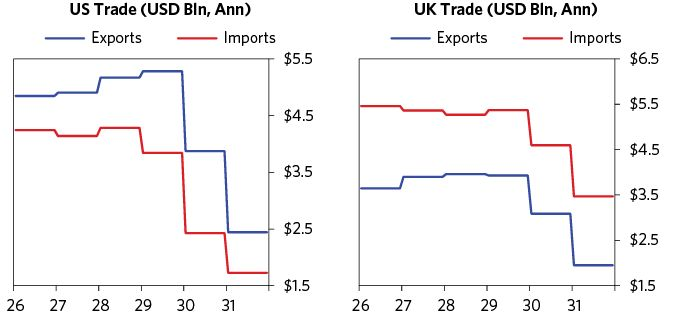 US Trade (USD Bln, Ann)
Exports Imports
$5.5
$4.5
$3.5
$2.5
$1.5
26 27 28 29 30 31
UK Trade (USD Bln, Ann)
Exports Imports
$6.5
$5.5
$4.5
$3.5
$2.5
$1.5
26 27 28 29 30 31